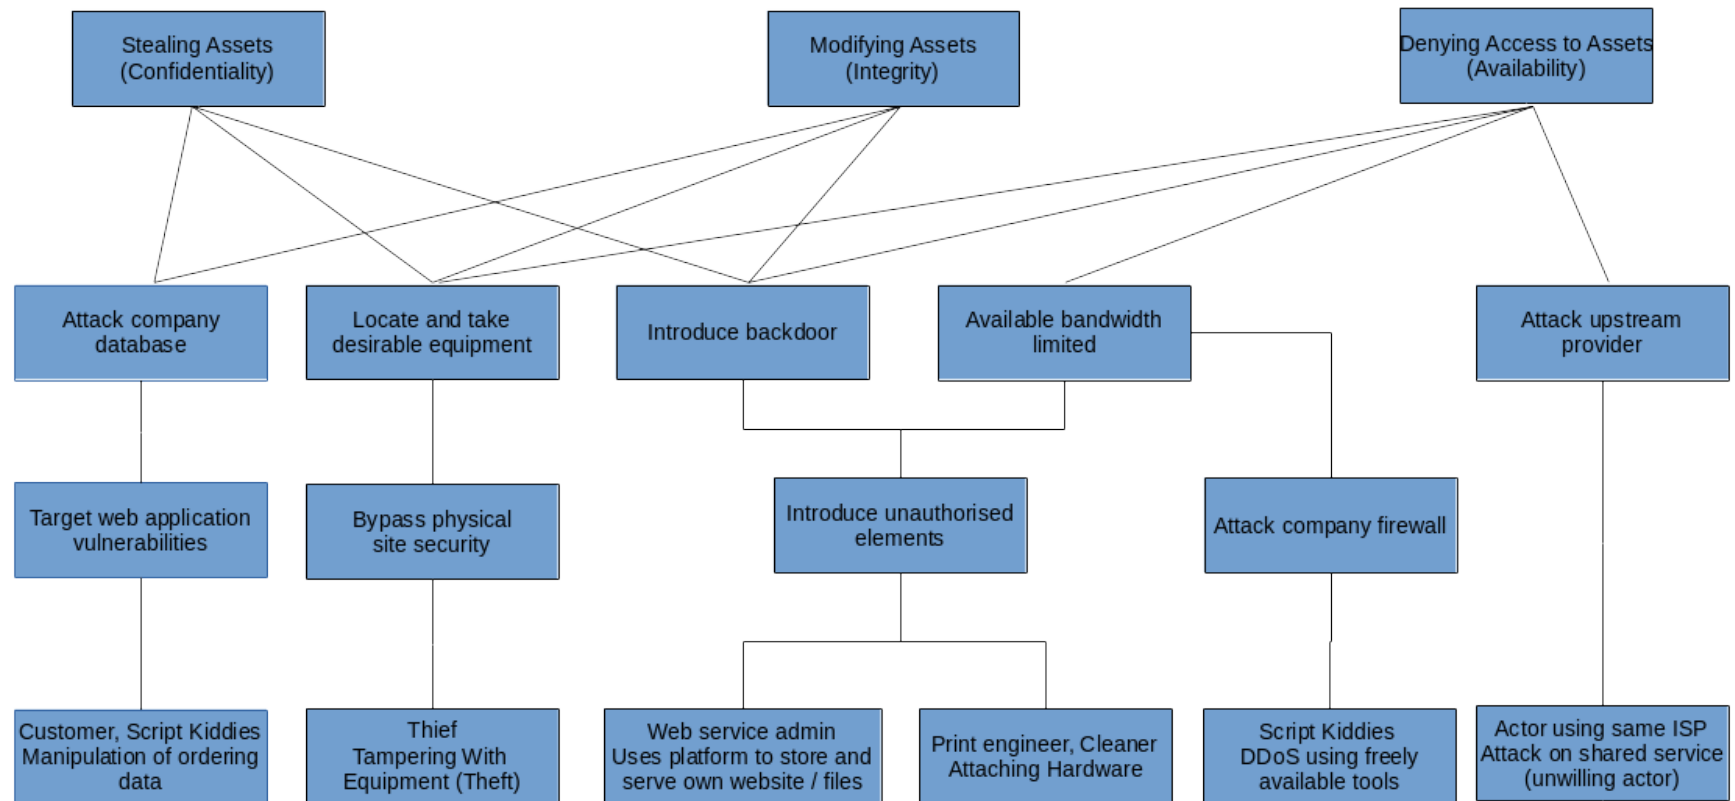 Stealing Assets
(Confidentiality)
Modifying Assets
(Integrity)
Denying Access to Assets
(Availability)
Attack company
database
Locate and take
desirable equipment
Introduce backdoor
Available bandwidth
limited
Attack upstream
provider
Target web application
vulnerabilities
Bypass physical
site security
Introduce unauthorised
elements
Attack company firewall
Customer, Script Kiddies
Manipulation of ordering
data
Thief
Tampering With
Equipment (Theft)
Web service admin
Uses platform to store and
serve own website / files
Print engineer, Cleaner
Attaching Hardware
Script Kiddies
DDoS using freely
available tools
Actor using same ISP
Attack on shared service
(unwilling actor)